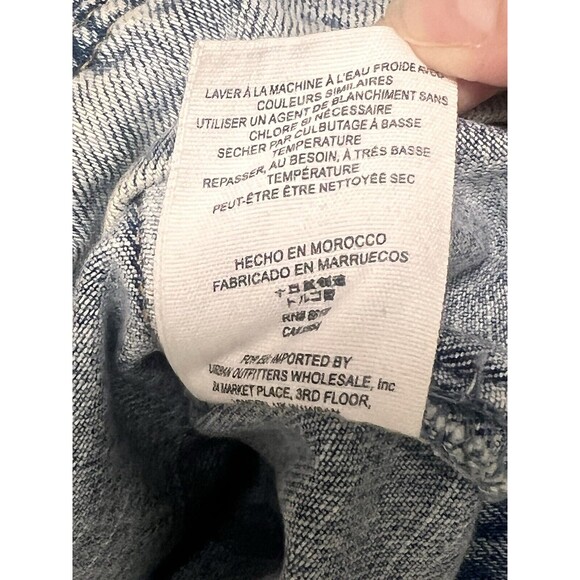 LAVER À LA MACHINE À L'EAU FROIDE AVEC
COULEURS SIMILAIRES
UTILISER UN AGENT DE BLANCHIMENT SANS
CHLORE SI NÉCESSAIRE
SÉCHER PAR CULBUTAGE À BASSE
TEMPÉRATURE
REPASSER, AU BESOIN, À TRÈS BASSE
TEMPÉRATURE
PEUT-ÊTRE ÊTRE NETTOYÉE SEC
HECHO EN MOROCCO
FABRICADO EN MARRUECOS
RN#
IMPORTED BY
URBAN OUTFITTERS WHOLESALE, Inc
MARKET PLACE, 3RD FLOOR,